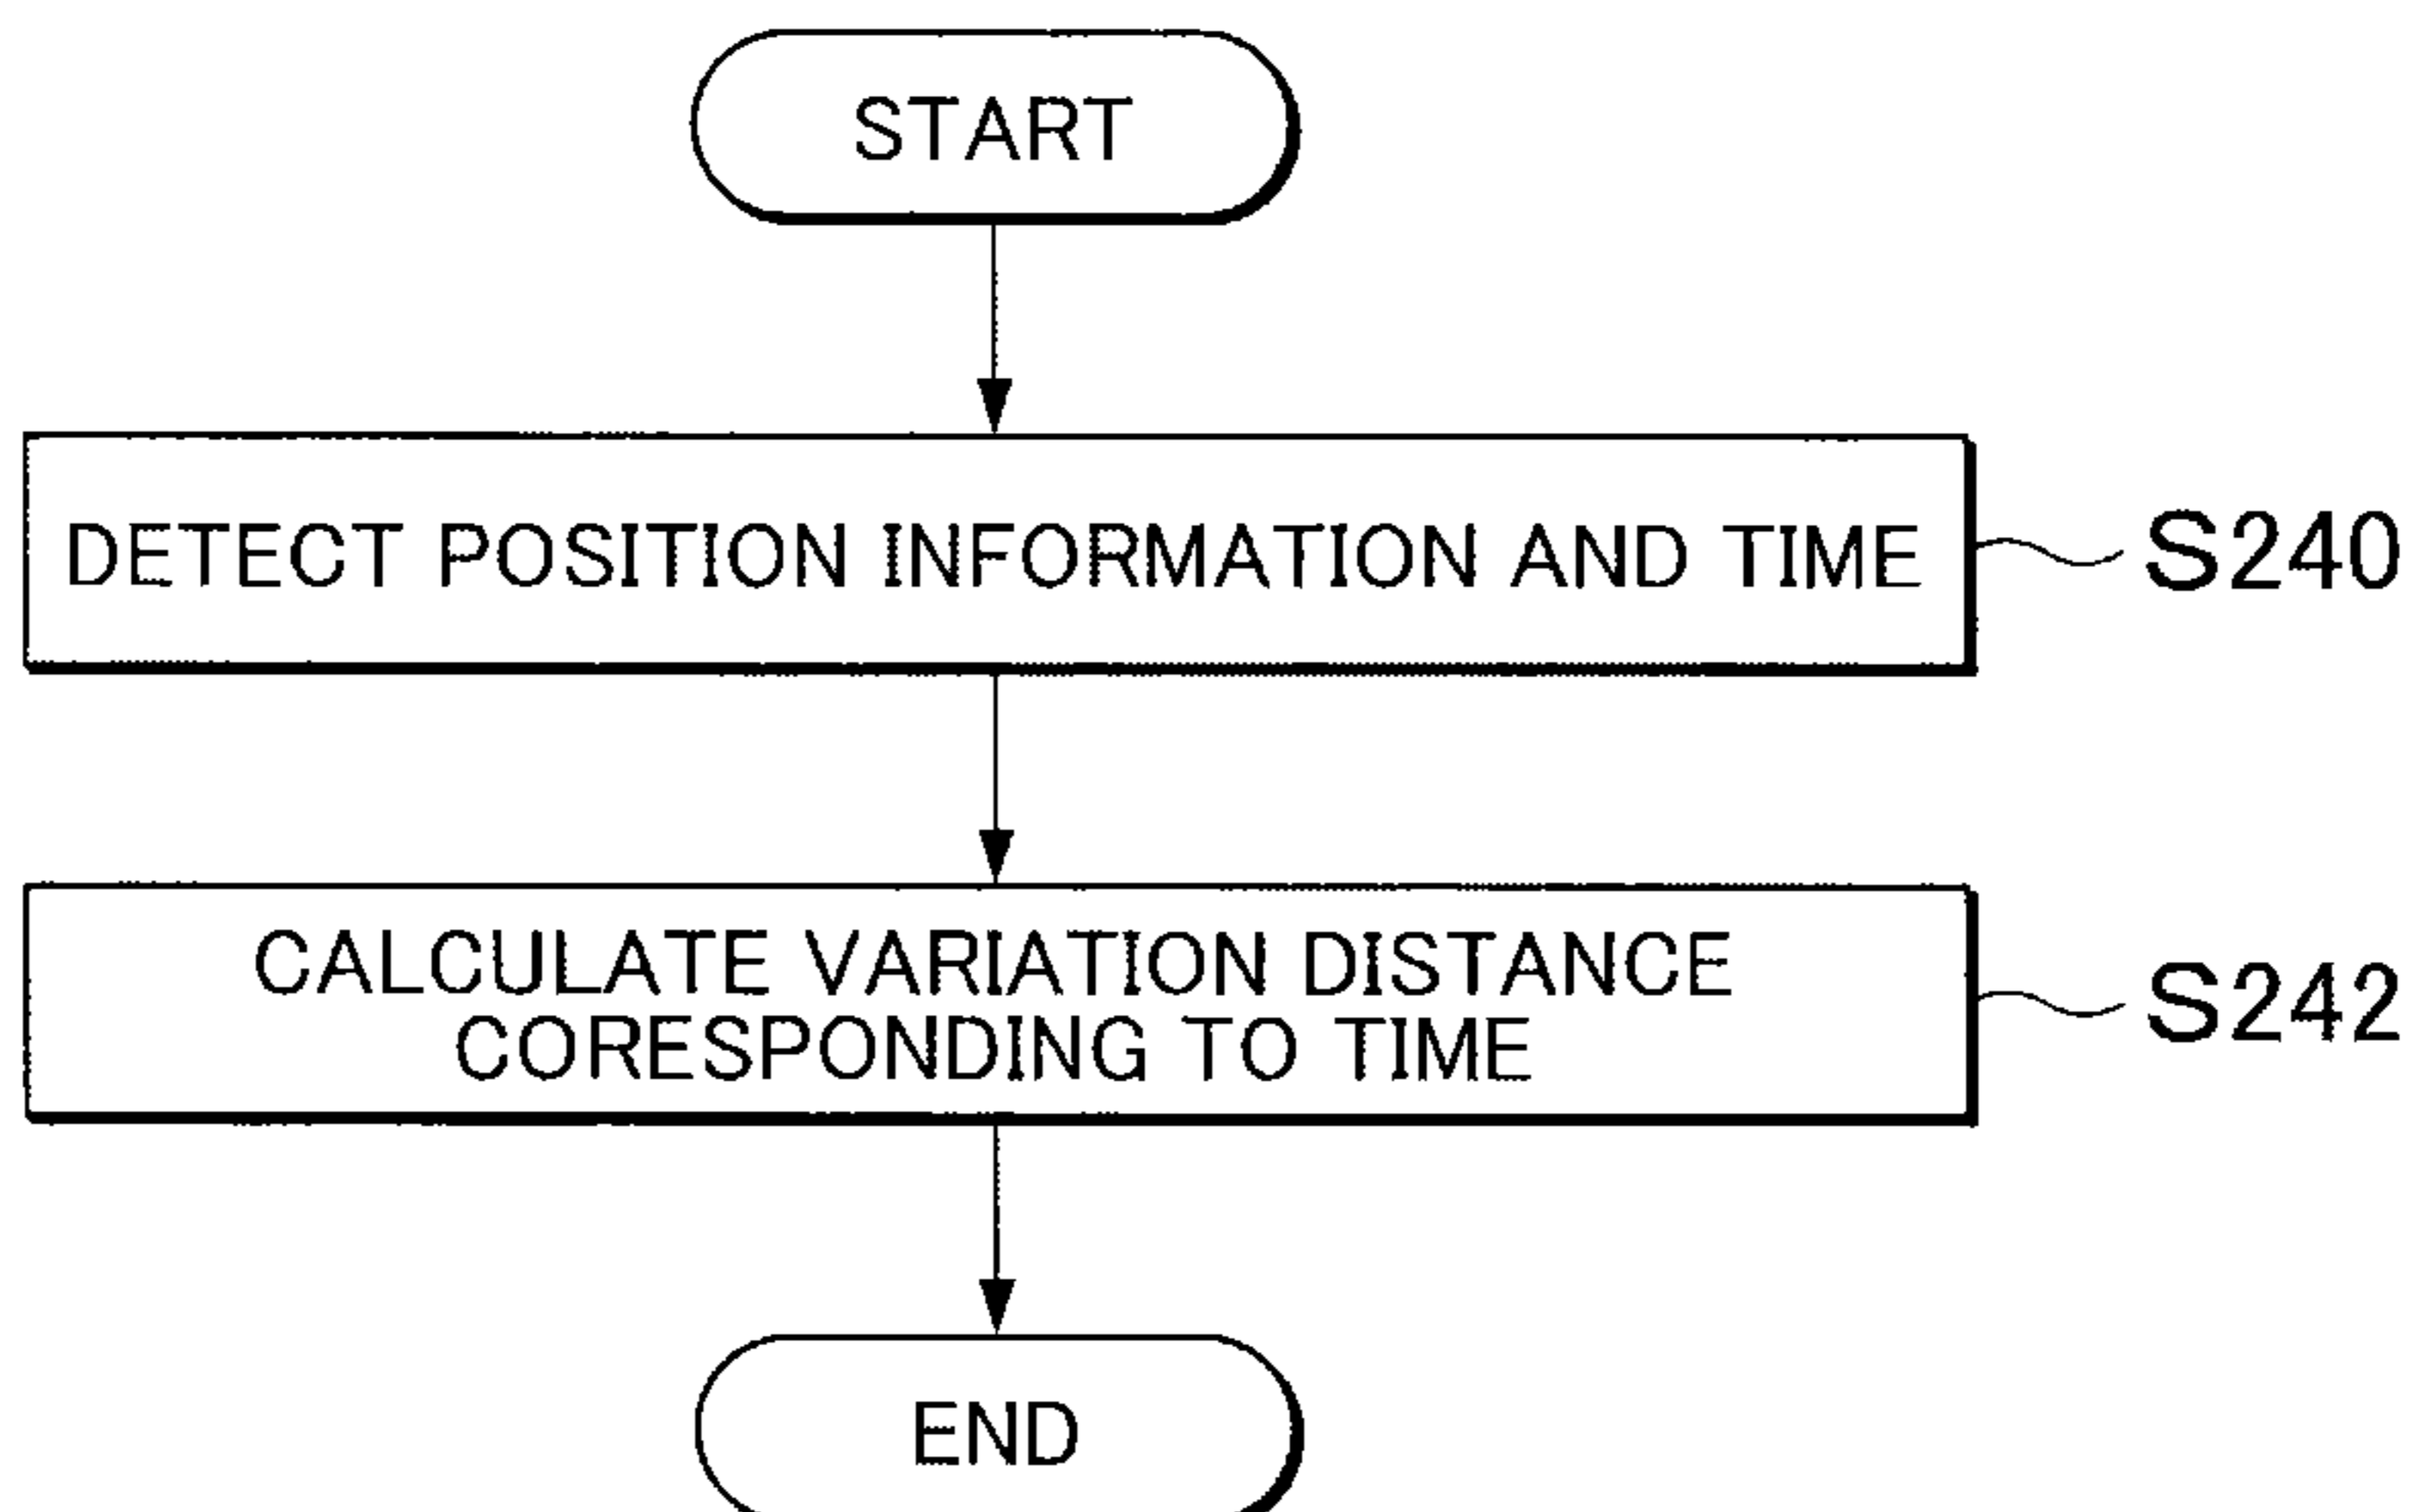 START
DETECT POSITION INFORMATION AND TIME
S240
CALCULATE VARIATION DISTANCE
CORESPONDING TO TIME
S242
END